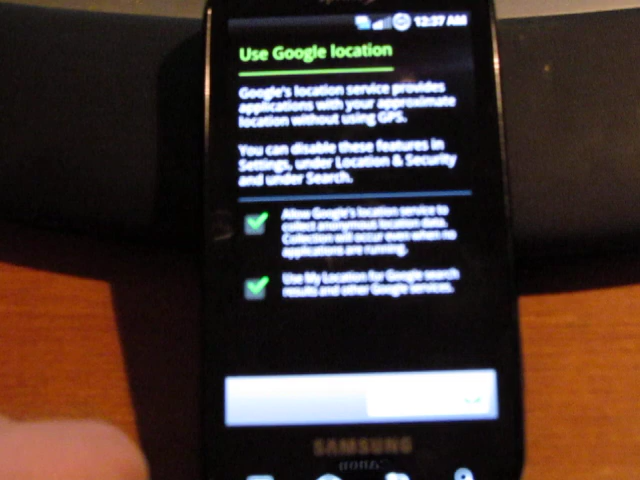 12:37 AM
Use Google location
Google's location service provides
applications with your approximate
location without using GPS.
You can disable these features in
Settings, under Location & Security
and under Search.
Allow Google's location service to
collect anonymous location data.
Collection will occur even when no
applications are running.
Use My Location for Google search
results and other Google services.
SAMSUNG
Canon